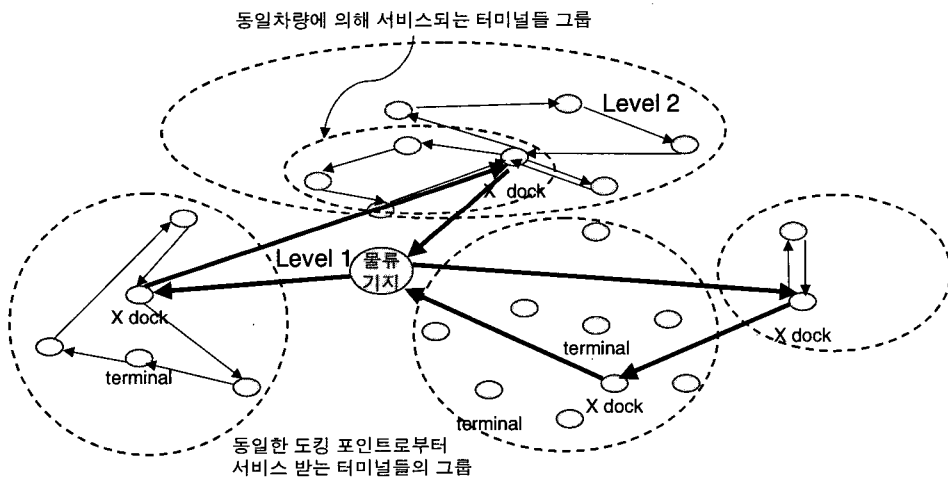 동일차량에 의해 서비스되는 터미널들 그룹
Level 2
X dock
Level 1
물류
기지
X dock
terminal
terminal
X dock
X dock
terminal
동일한 도킹 포인트로부터
서비스 받는 터미널들의 그룹